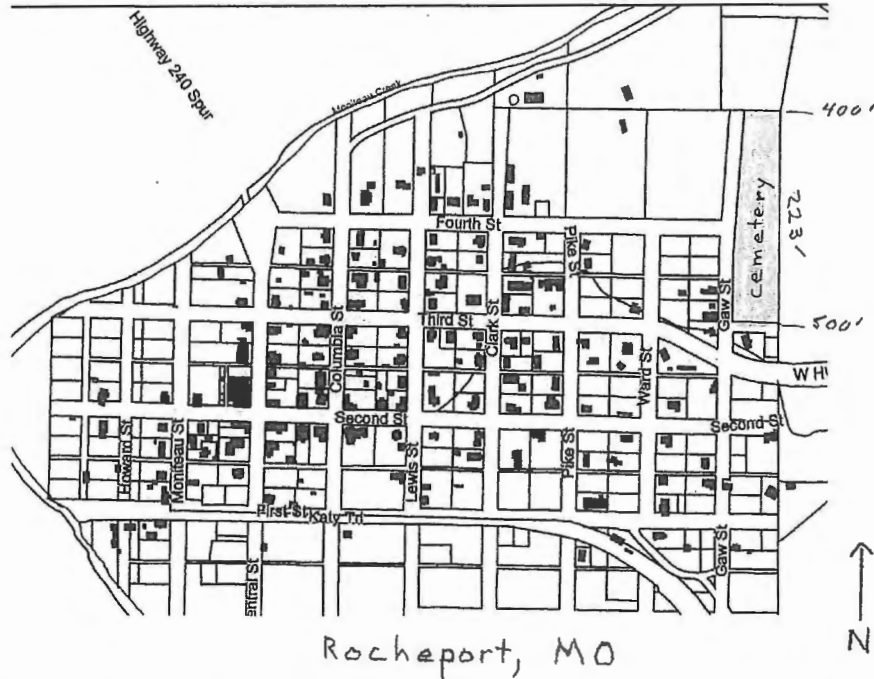 Highway 240 Spur
Moniteau Creek
400'
Cemetery
223'
Fourth St
Pike St
Gaw St
Third St
500'
Columbia St
Clark St
Ward St
W H
Second St
Second St
Howard St
Moniteau St
Lewis St
Pike St
First St
Katy Trl
Gaw St
entral St
N
Rocheport, MO